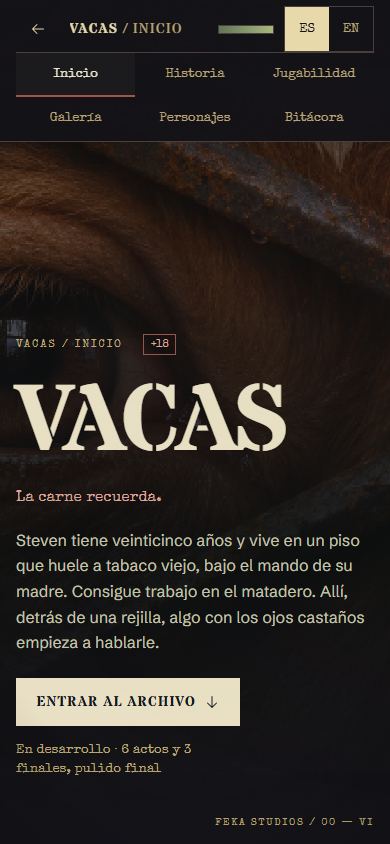 ← VACAS / INICIO
ES EN
Inicio Historia Jugabilidad
Galería Personajes Bitácora
VACAS / INICIO +18
VACAS
La carne recuerda.
Steven tiene veinticinco años y vive en un piso
que huele a tabaco viejo, bajo el mando de su
madre. Consigue trabajo en el matadero. Allí,
detrás de una rejilla, algo con los ojos castaños
empieza a hablarle.
ENTRAR AL ARCHIVO ↓
En desarrollo · 6 actos y 3
finales, pulido final
FEKA STUDIOS / 00 — VI